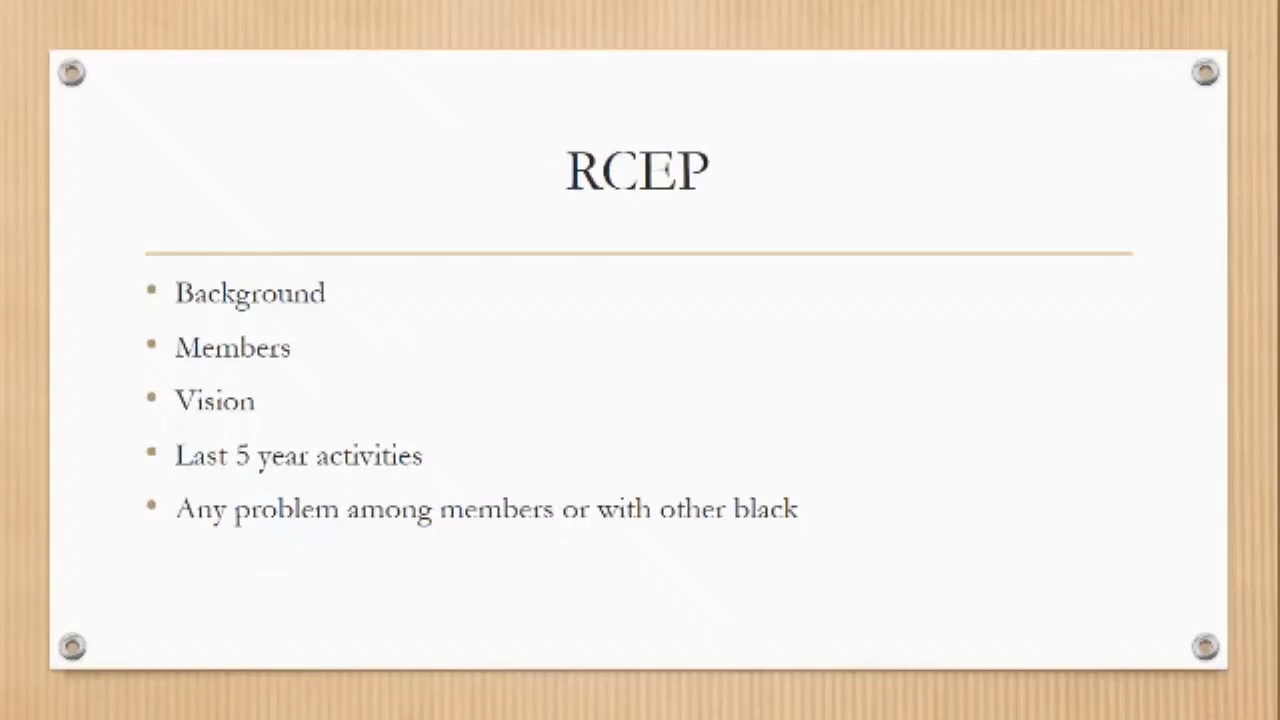 RCEP
Background
Members
Vision
Last 5 year activities
Any problem among members or with other black